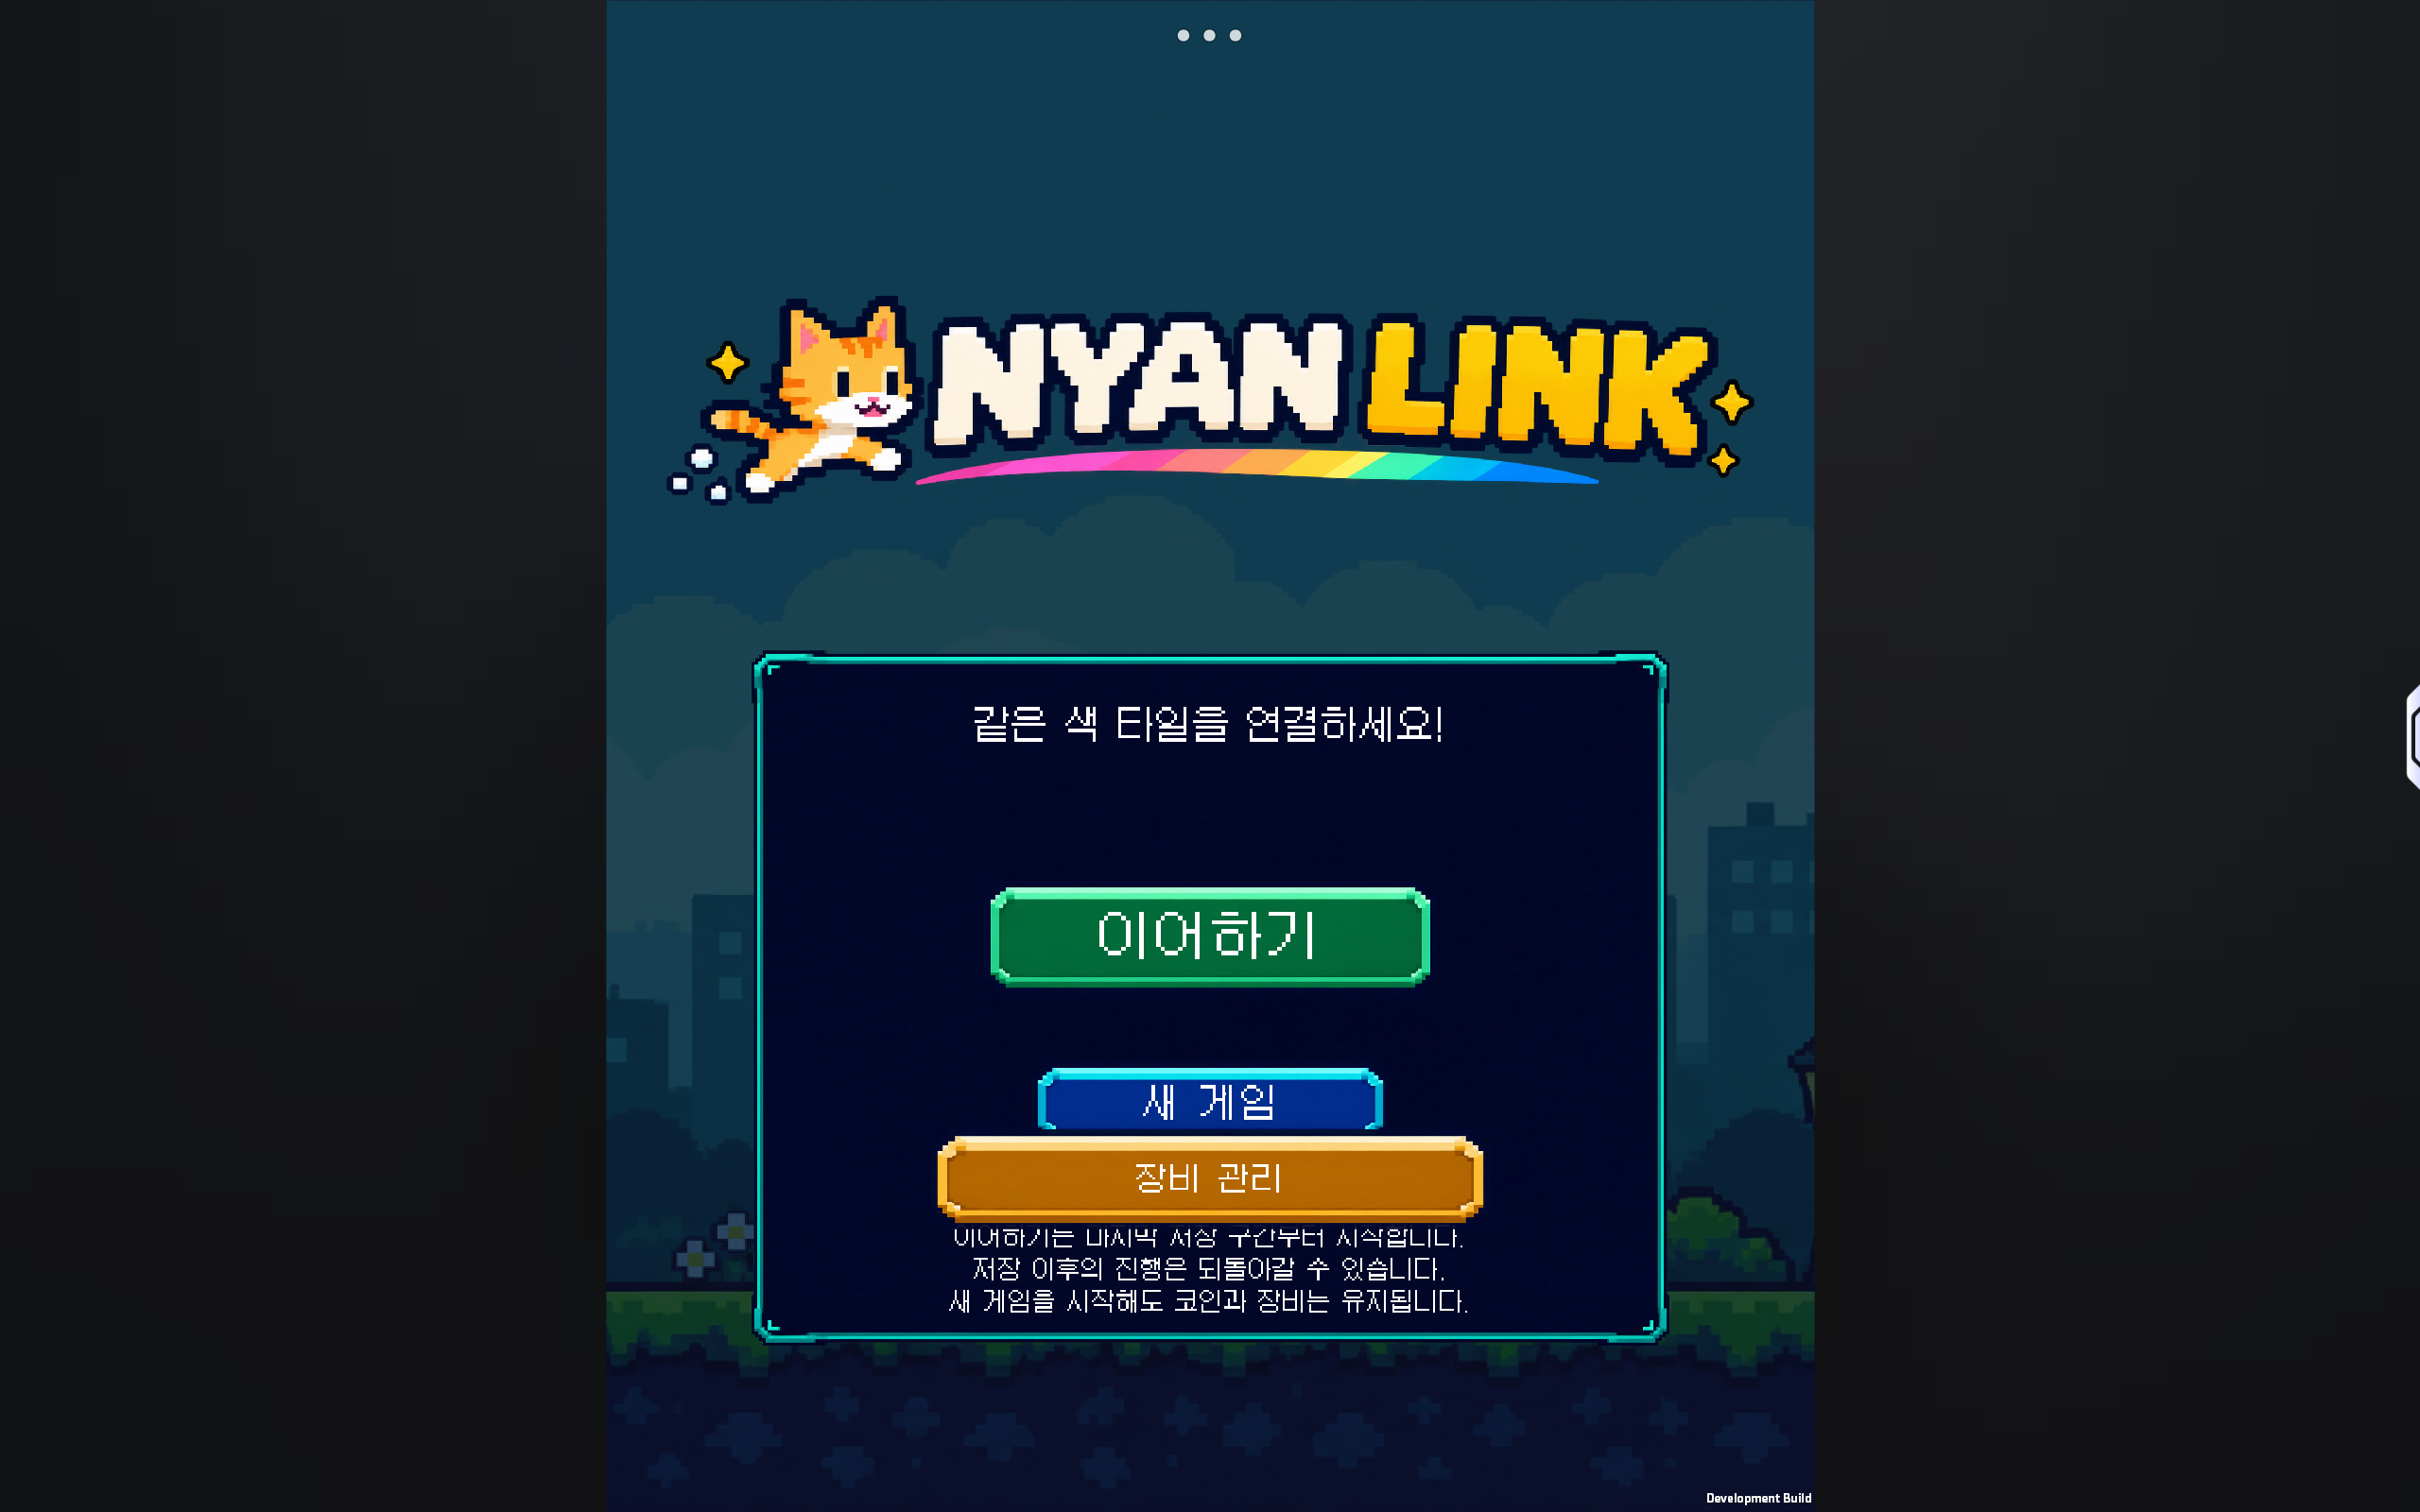 NYAN LINK
같은 색 타일을 연결하세요!
이어하기
새 게임
장비 관리
이어하기는 마지막 저장 구간부터 시작합니다.
저장 이후의 진행은 되돌아갈 수 있습니다.
새 게임을 시작해도 코인과 장비는 유지됩니다.
Development Build